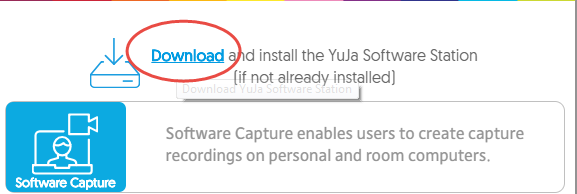 Download and install the YuJa Software Station
(if not already installed)
Download YuJa Software Station
Software Capture enables users to create capture
recordings on personal and room computers.
Software Capture